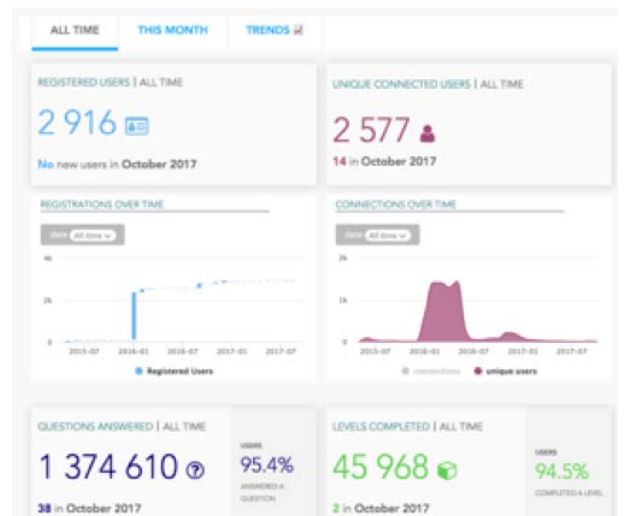 ALL TIME
THIS MONTH
TRENDS
REGISTERED USERS | ALL TIME
2 916
No new users in October 2017
UNIQUE CONNECTED USERS | ALL TIME
2 577
14 in October 2017
REGISTRATIONS OVER TIME
date All time
4k
2k
0
2015-07 2016-01 2016-07 2017-01 2017-07
Registered Users
CONNECTIONS OVER TIME
date All time
2k
1k
0
2015-07 2016-01 2016-07 2017-01 2017-07
connections unique users
QUESTIONS ANSWERED | ALL TIME
1 374 610
38 in October 2017
USERS
95.4%
ANSWERED A
QUESTION
LEVELS COMPLETED | ALL TIME
45 968
2 in October 2017
USERS
94.5%
COMPLETED A LEVEL